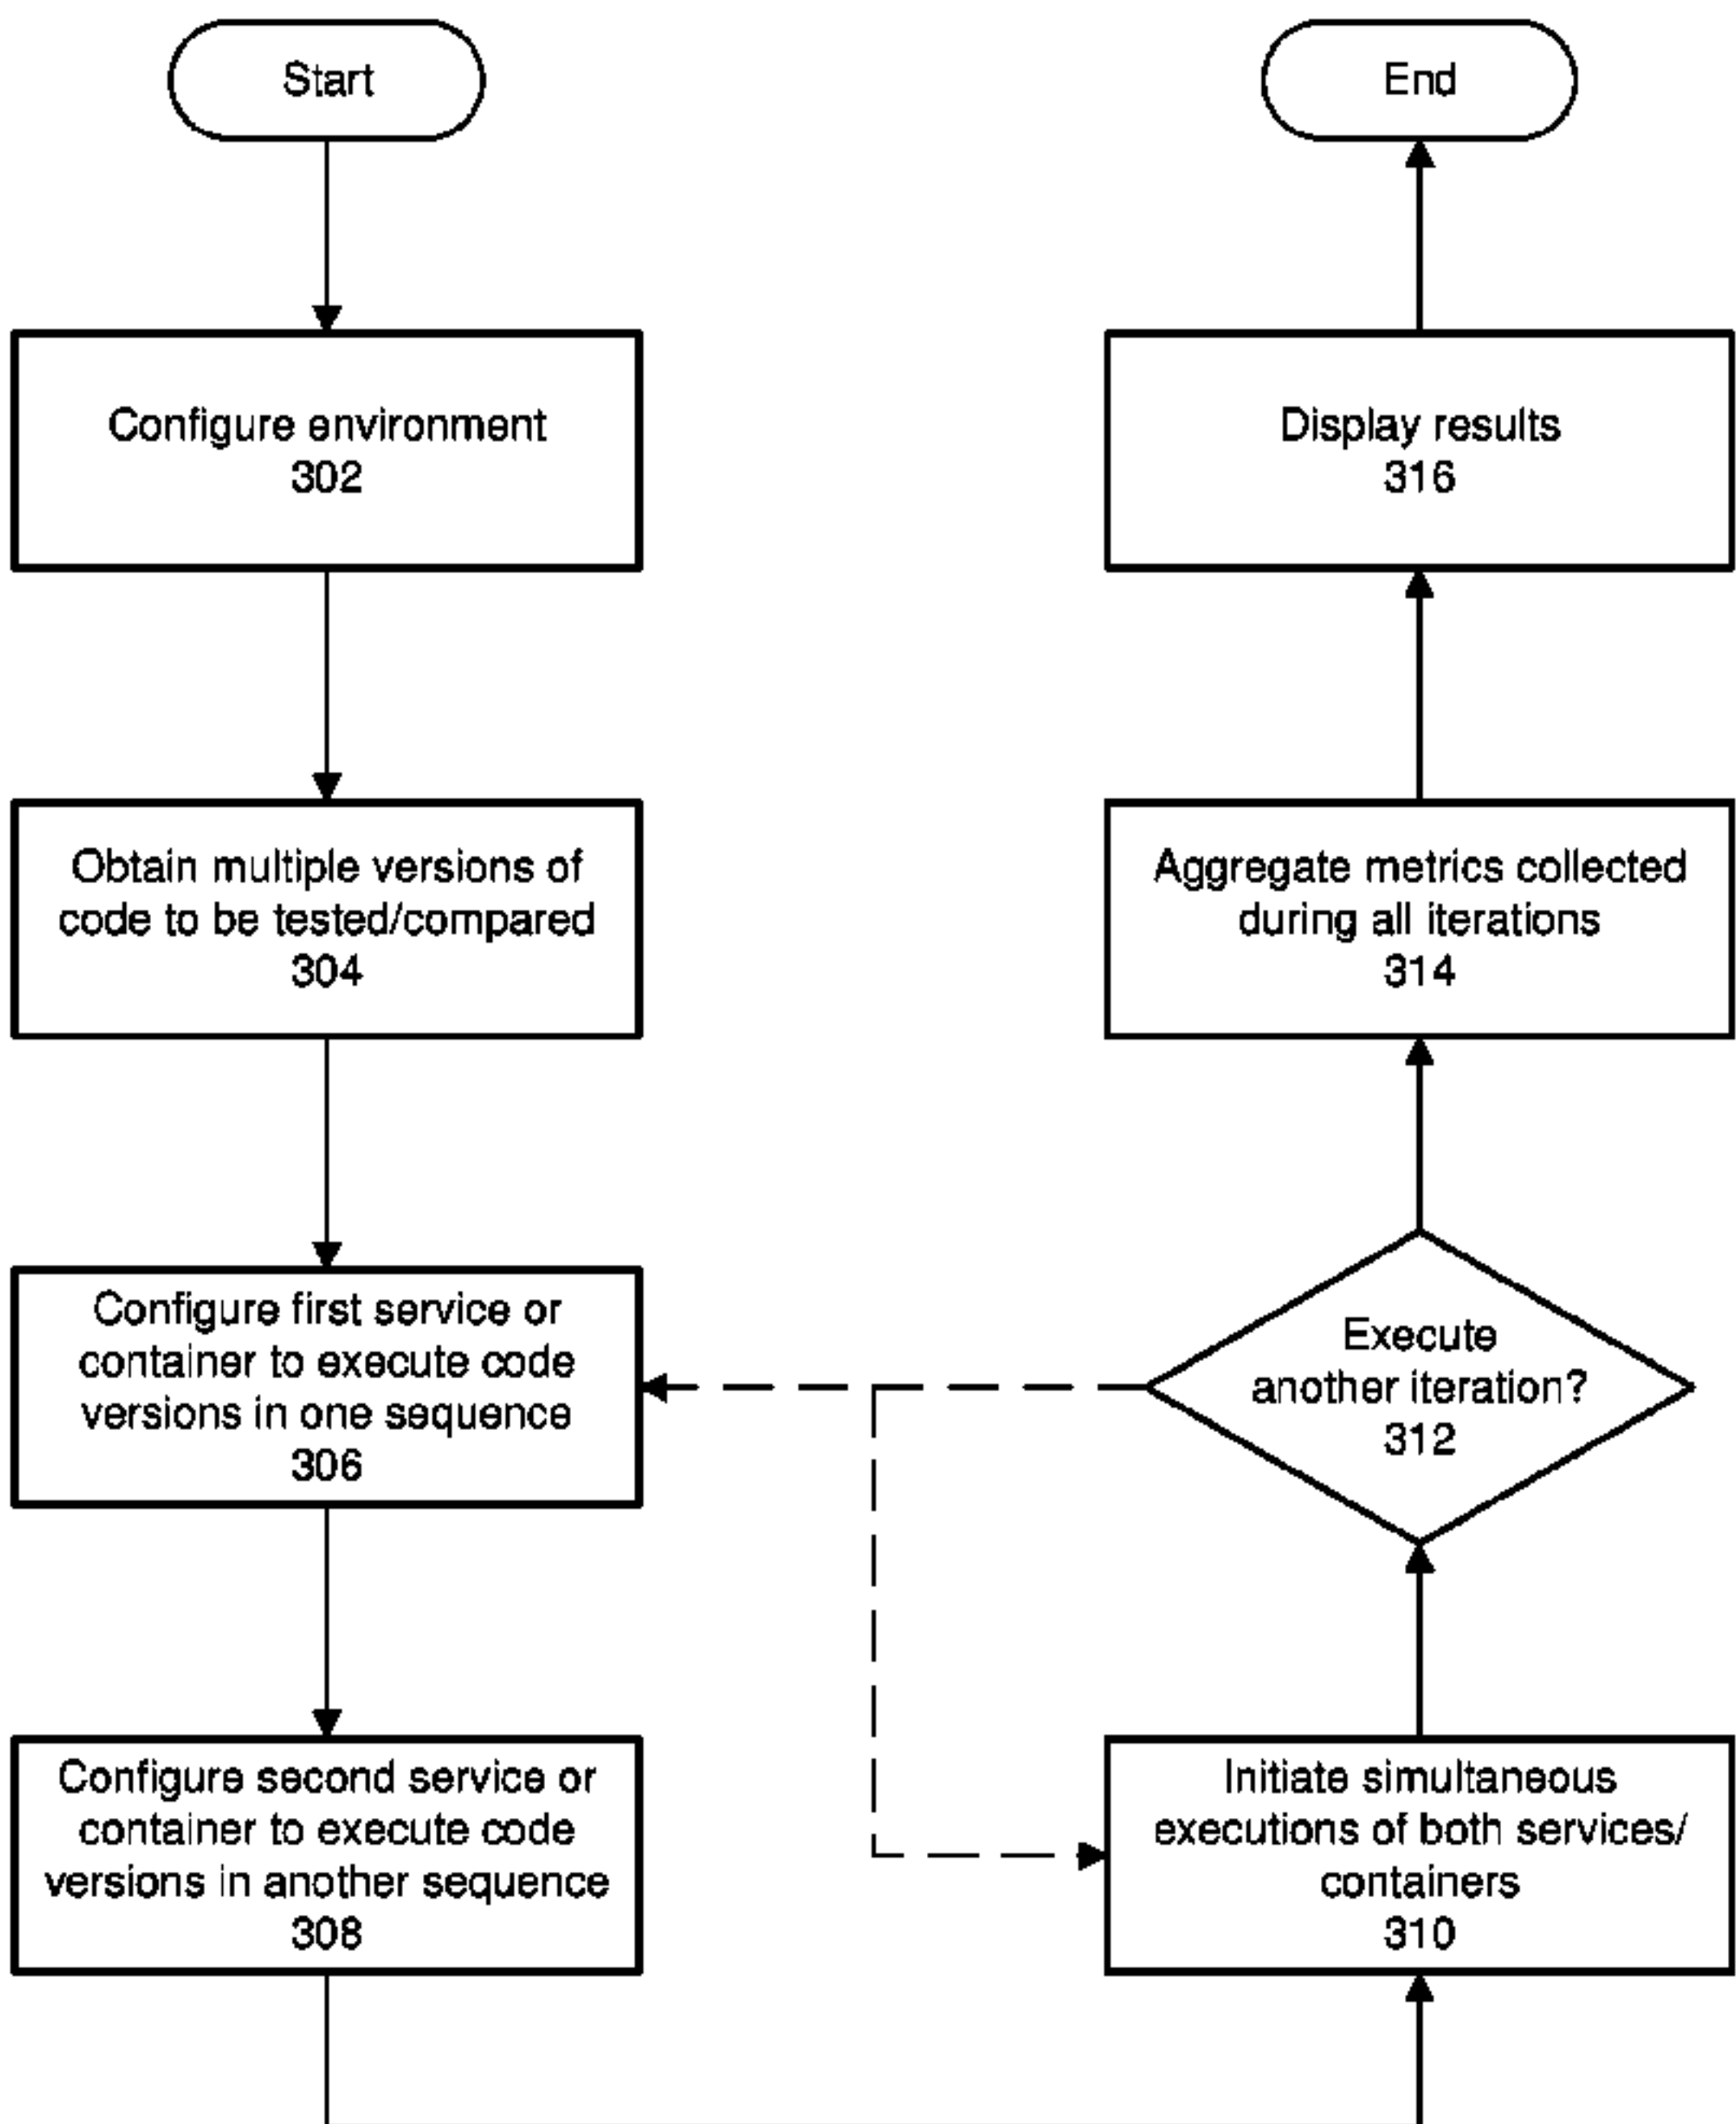 Start
Configure environment
302
Obtain multiple versions of
code to be tested/compared
304
Configure first service or
container to execute code
versions in one sequence
306
Configure second service or
container to execute code
versions in another sequence
308
Initiate simultaneous
executions of both services/
containers
310
Execute
another iteration?
312
Aggregate metrics collected
during all iterations
314
Display results
316
End